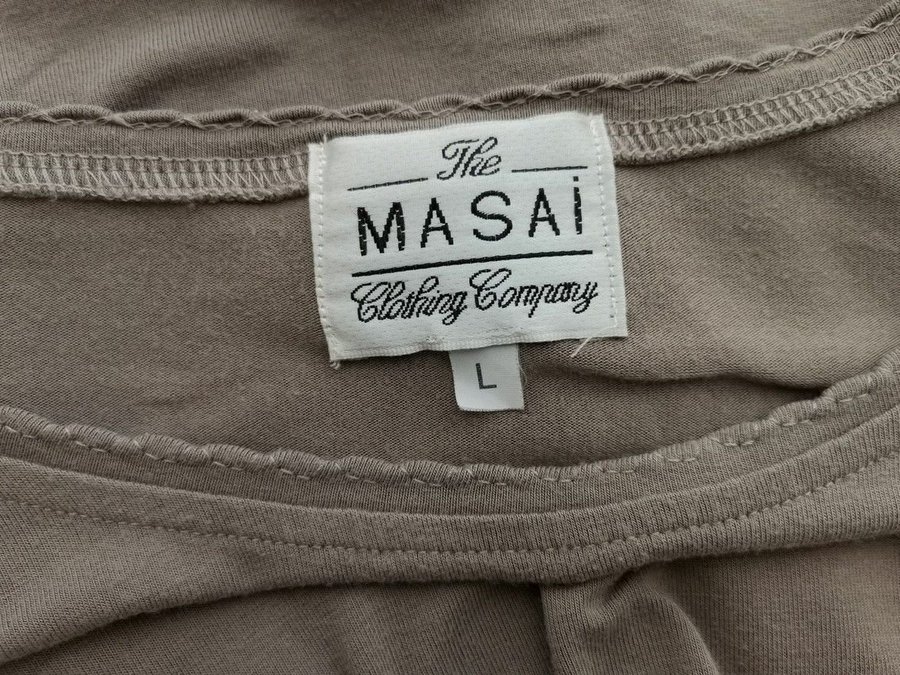 The
MASAi
Clothing Company
L